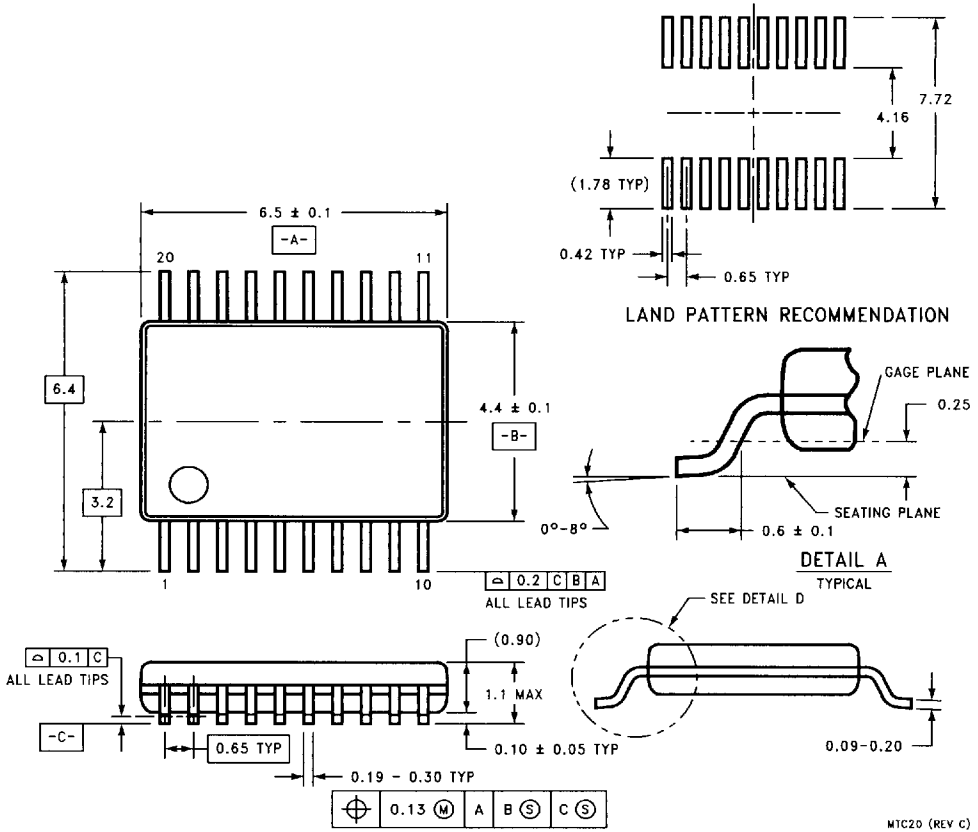 7.72
4.16
(1.78 TYP)
6.5 ± 0.1
-A-
0.42 TYP
0.65 TYP
20
11
LAND PATTERN RECOMMENDATION
GAGE PLANE
0.25
6.4
4.4 ± 0.1
-B-
3.2
0°-8°
SEATING PLANE
0.6 ± 0.1
DETAIL A
TYPICAL
1
10
⌓ 0.2 C B A
ALL LEAD TIPS
SEE DETAIL D
(0.90)
⌓ 0.1 C
ALL LEAD TIPS
1.1 MAX
-C-
0.65 TYP
0.10 ± 0.05 TYP
0.09-0.20
0.19 - 0.30 TYP
⌖ 0.13 Ⓜ A B Ⓢ C Ⓢ
MTC20 (REV C)